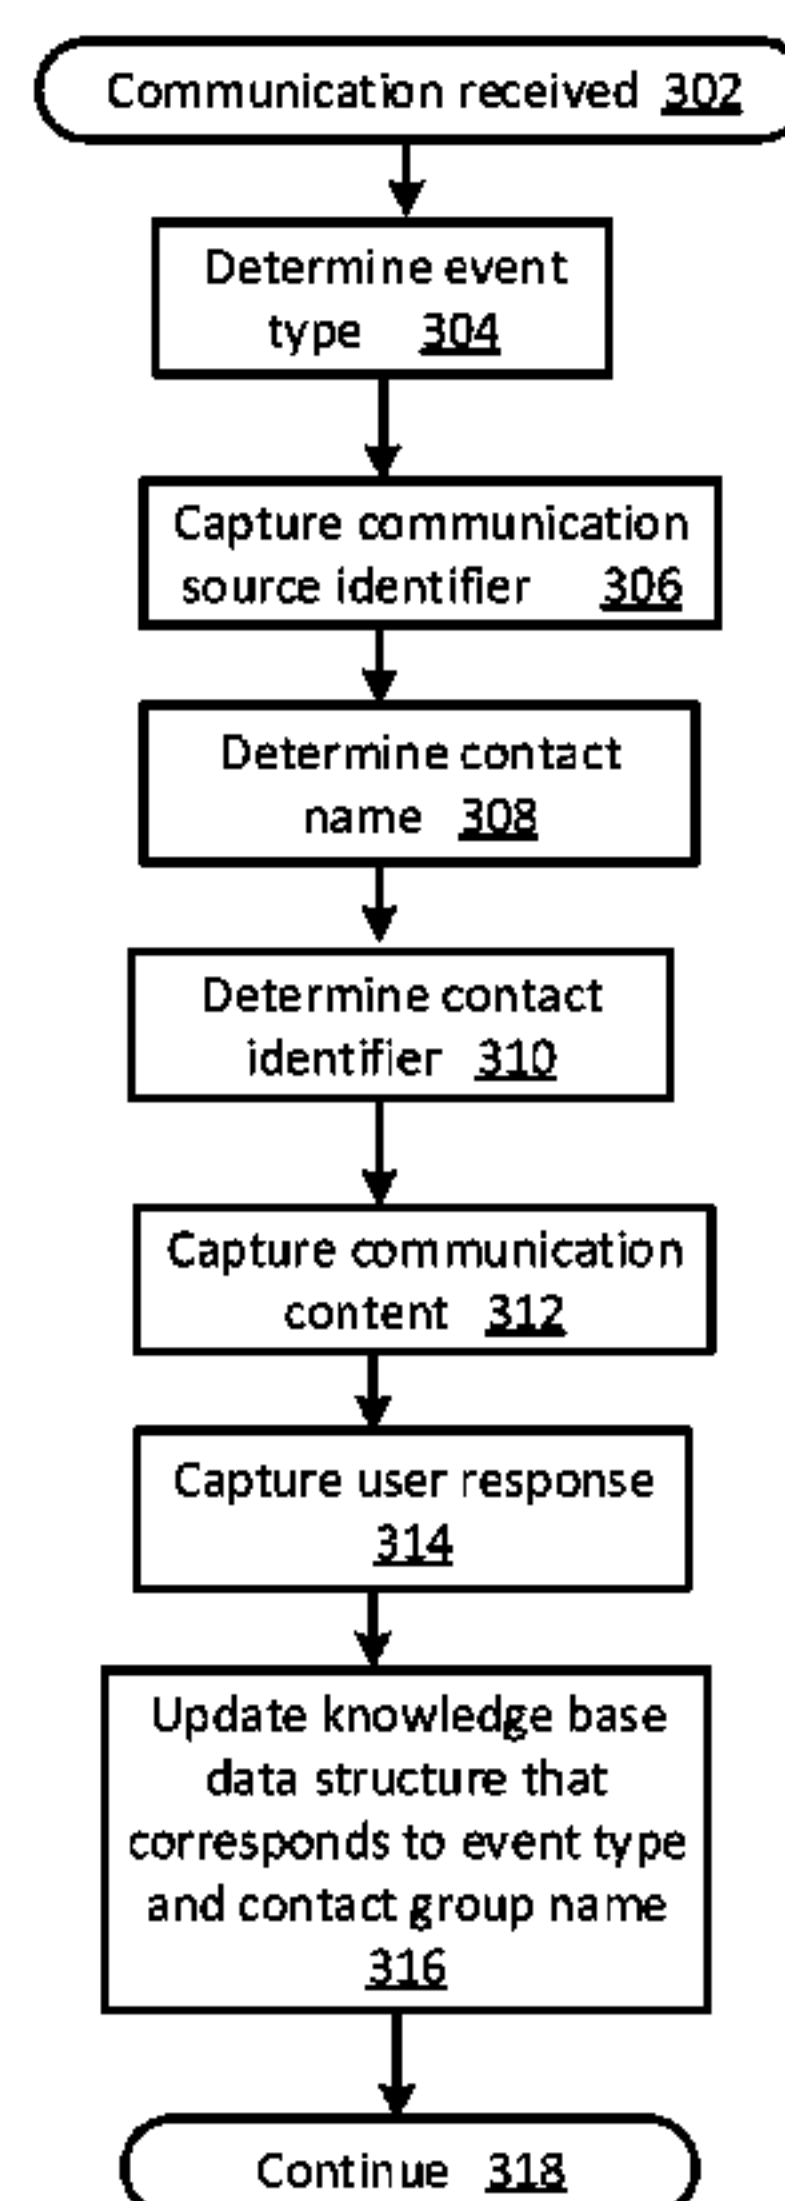 Communication received 302
Determine event
type 304
Capture communication
source identifier 306
Determine contact
name 308
Determine contact
identifier 310
Capture communication
content 312
Capture user response
314
Update knowledge base
data structure that
corresponds to event type
and contact group name
316
Continue 318